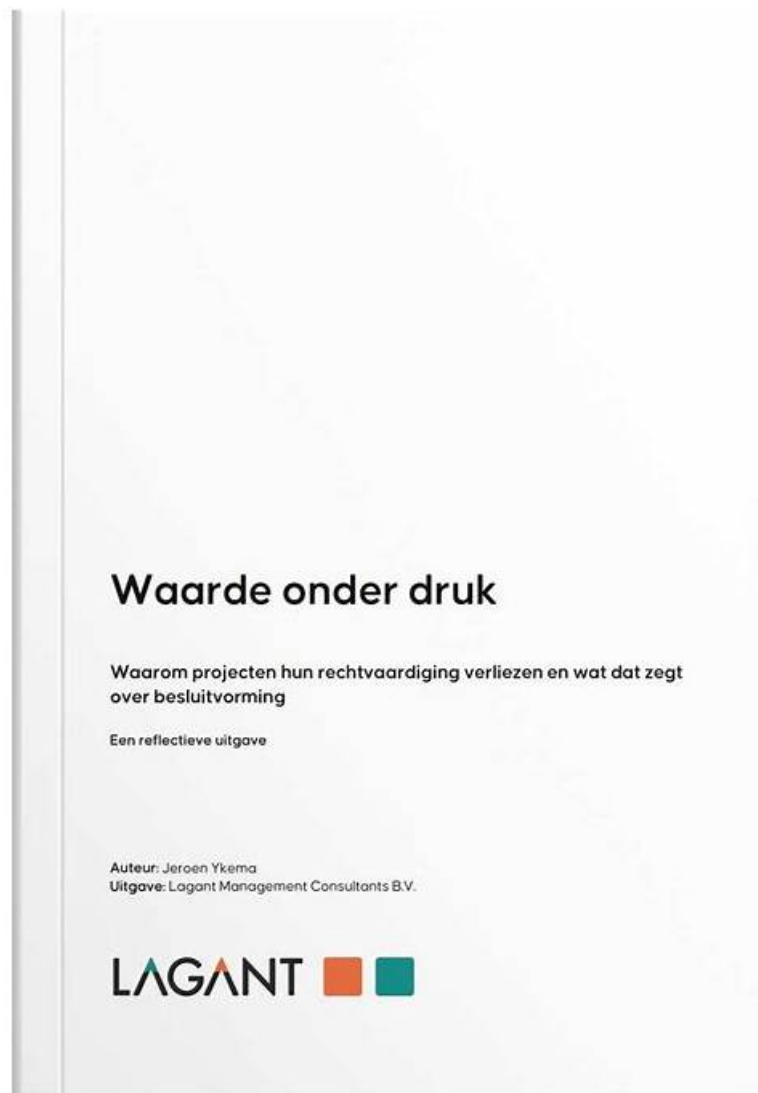 Waarde onder druk
Waarom projecten hun rechtvaardiging verliezen en wat dat zegt
over besluitvorming
Een reflectieve uitgave
Auteur: Jeroen Ykema
Uitgave: Lagant Management Consultants B.V.
LAGANT